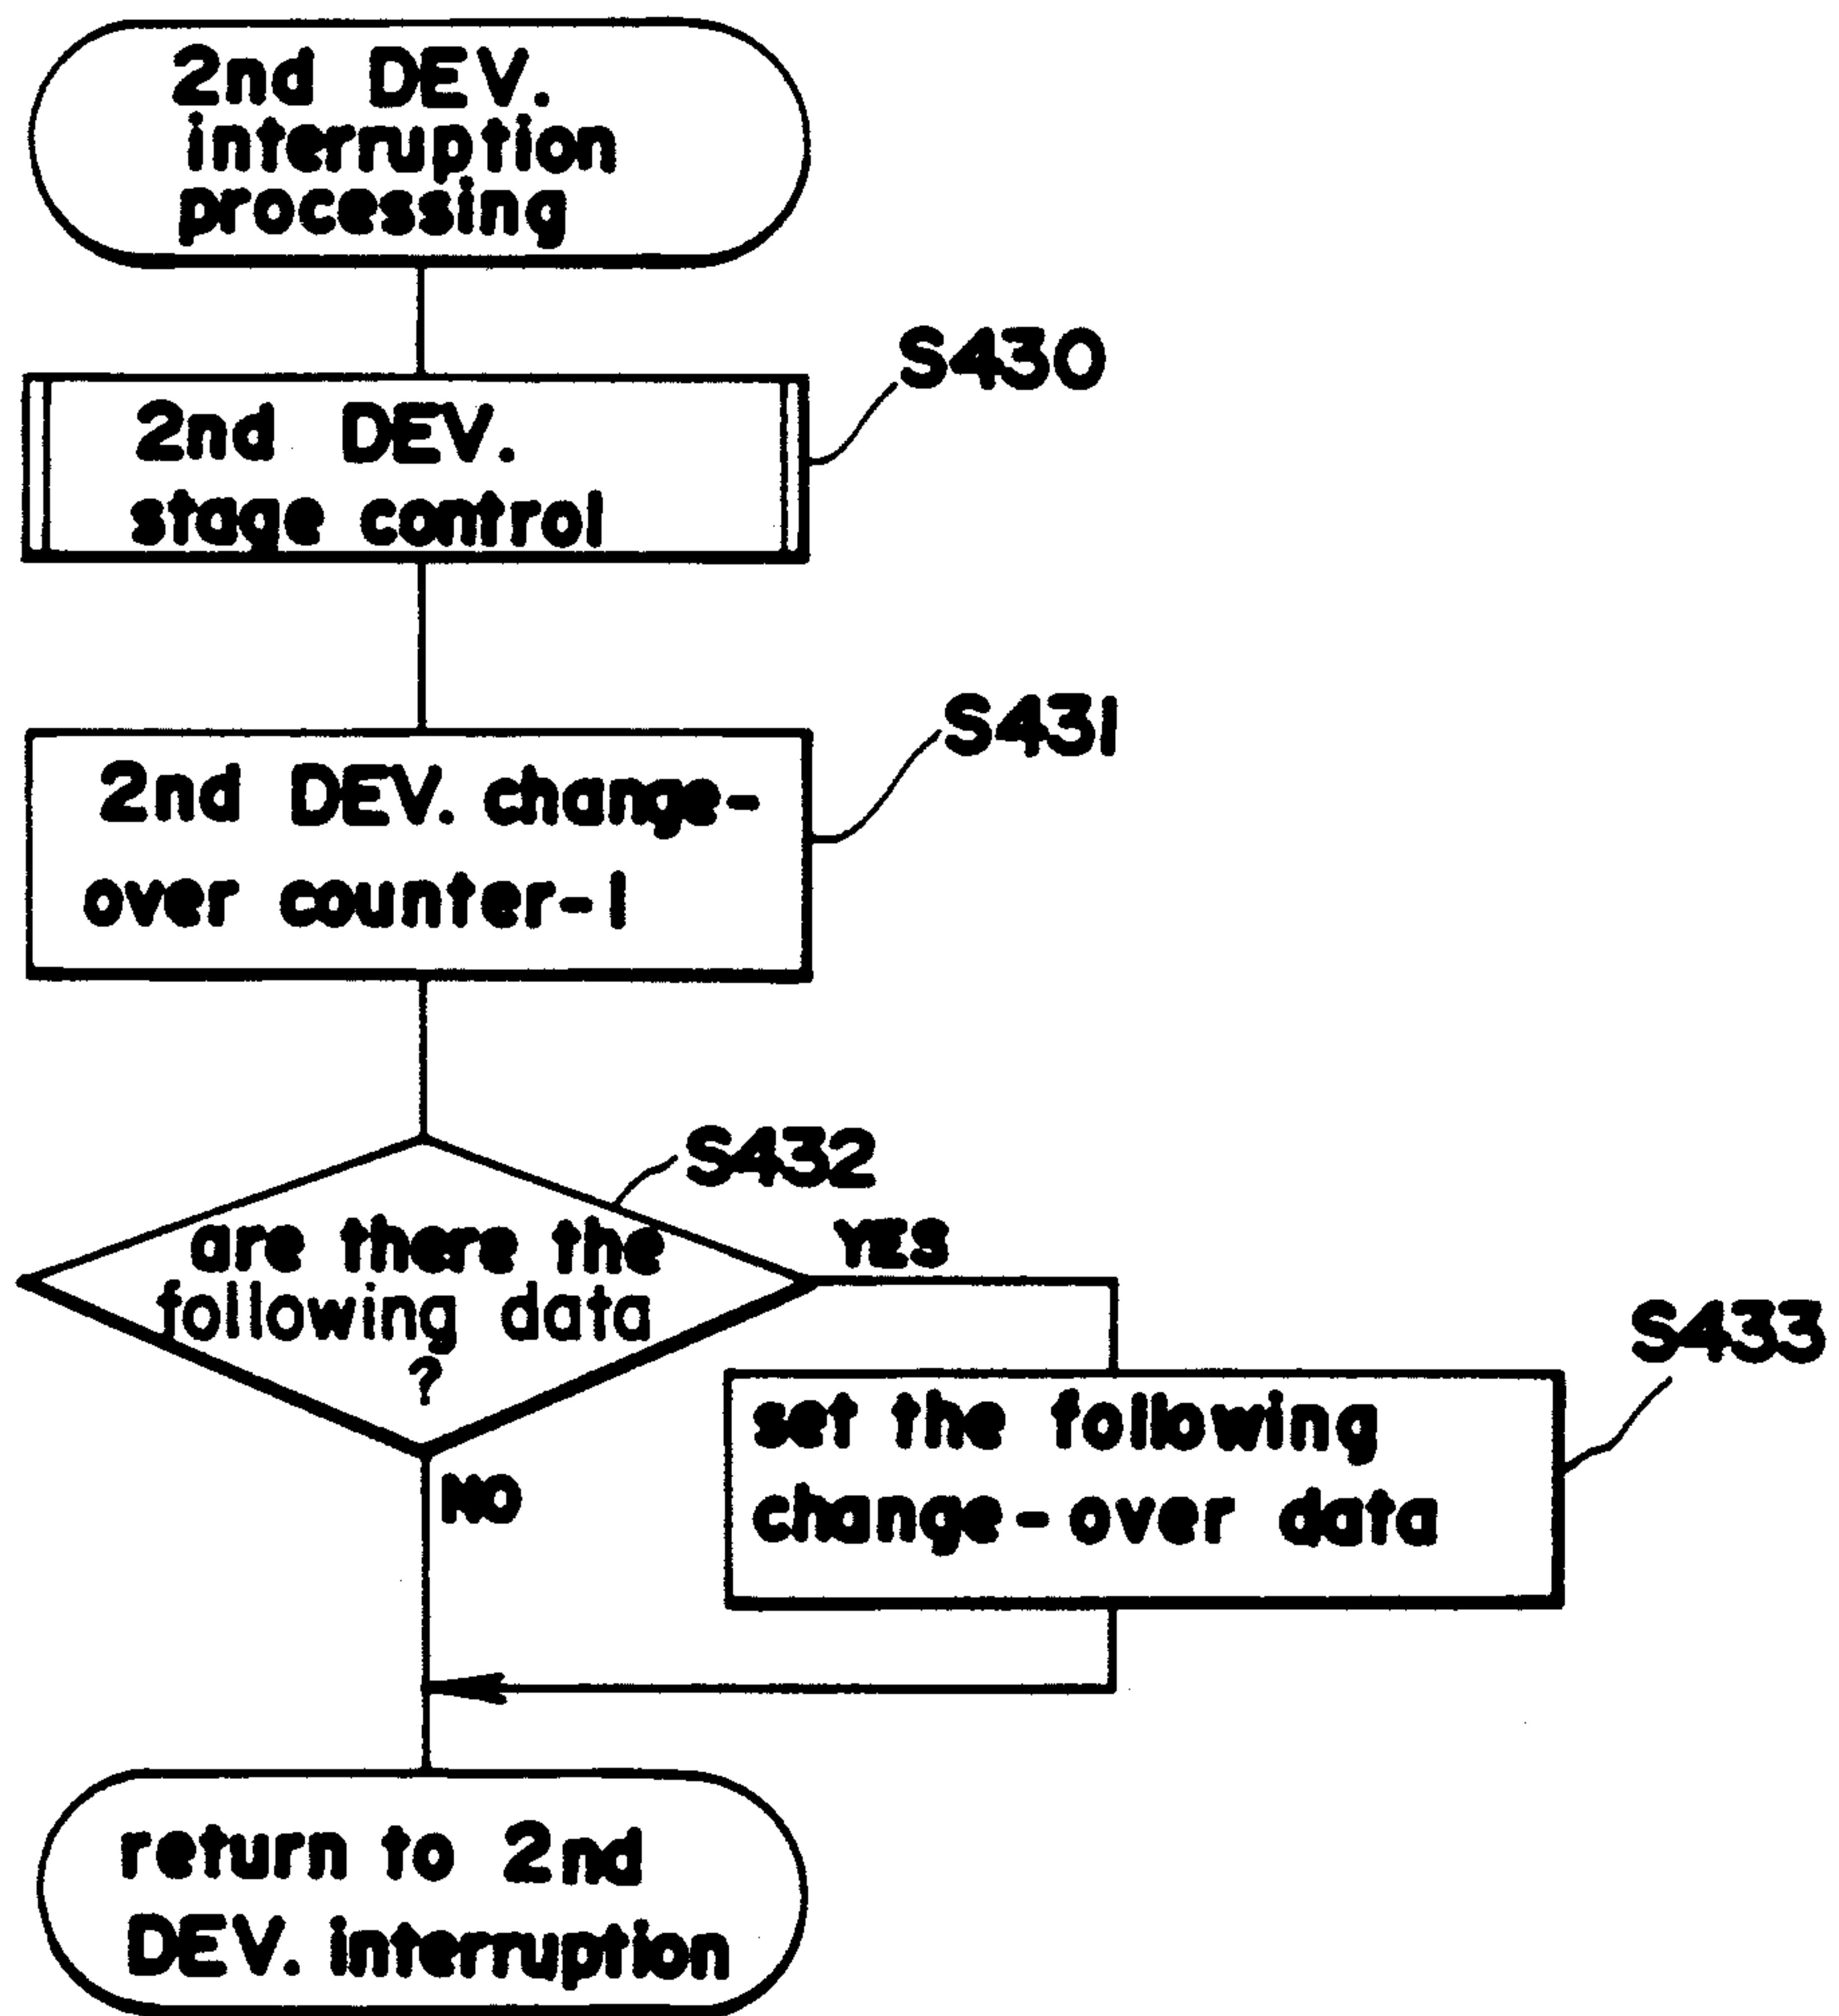 2nd DEV.
interruption
processing
S430
2nd DEV.
stage control
S431
2nd DEV. change-
over counter-1
S432
are there the
following data
?
YES
NO
S433
set the following
change-over data
return to 2nd
DEV. interruption